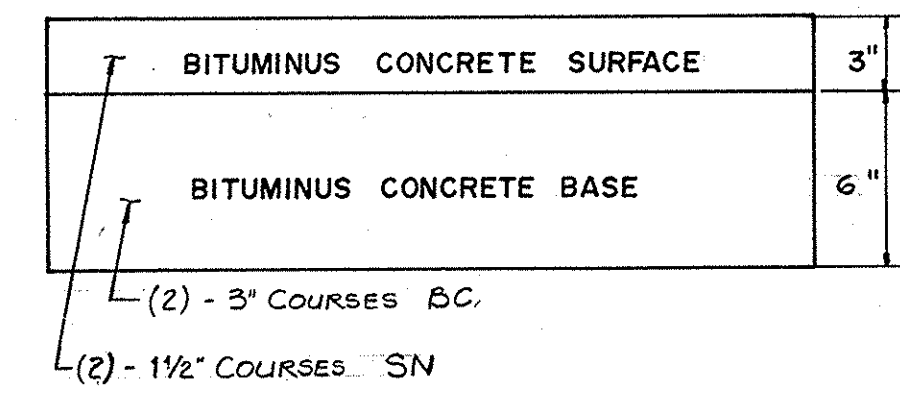 BITUMINUS CONCRETE SURFACE 3"
BITUMINUS CONCRETE BASE 6"
(2) - 3" COURSES BC,
(2) - 1½" COURSES SN